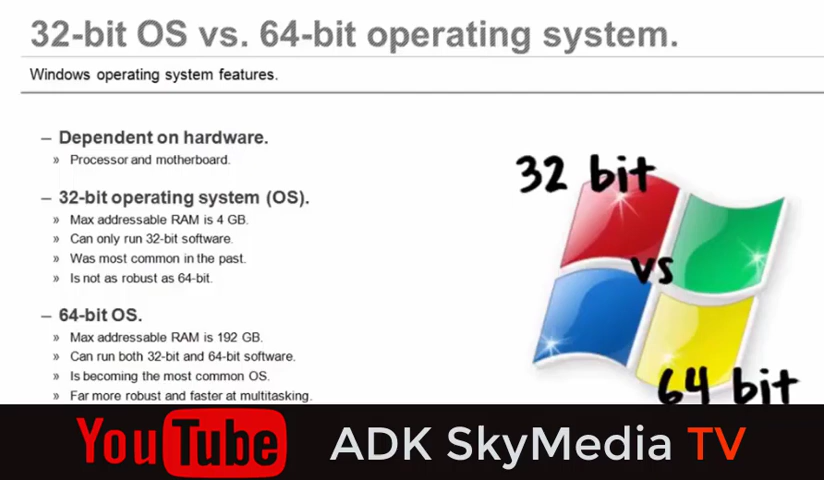 32-bit OS vs. 64-bit operating system.
Windows operating system features.
– Dependent on hardware.
» Processor and motherboard.
– 32-bit operating system (OS).
» Max addressable RAM is 4 GB.
» Can only run 32-bit software.
» Was most common in the past.
» Is not as robust as 64-bit.
– 64-bit OS.
» Max addressable RAM is 192 GB.
» Can run both 32-bit and 64-bit software.
» Is becoming the most common OS.
» Far more robust and faster at multitasking.
32 bit
vs
64 bit
YouTube ADK SkyMedia TV